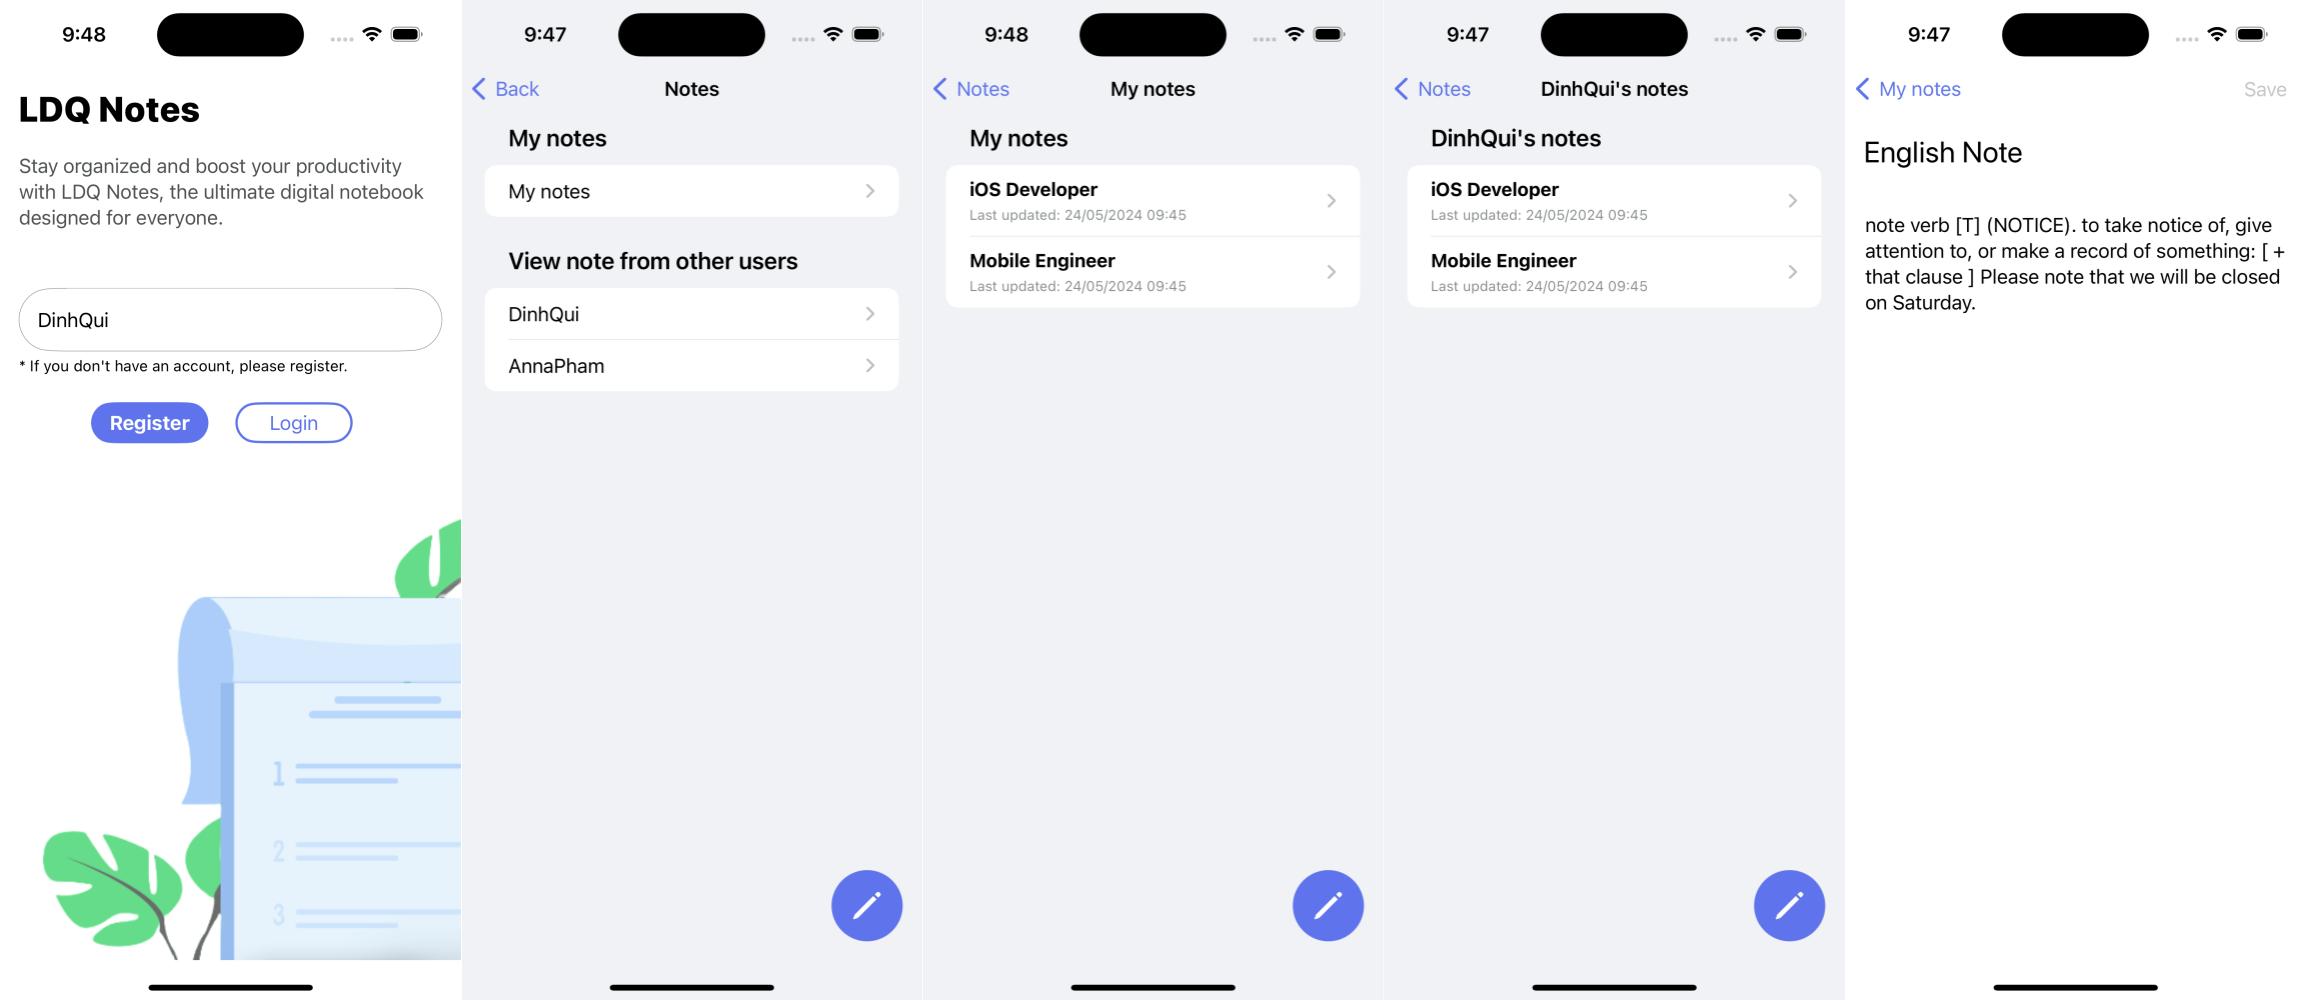 9:48
LDQ Notes
Stay organized and boost your productivity
with LDQ Notes, the ultimate digital notebook
designed for everyone.
DinhQui
* If you don't have an account, please register.
Register
Login
1
2
3
9:47
Back
Notes
My notes
My notes
View note from other users
DinhQui
AnnaPham
9:48
Notes
My notes
My notes
iOS Developer
Last updated: 24/05/2024 09:45
Mobile Engineer
Last updated: 24/05/2024 09:45
9:47
Notes
DinhQui's notes
DinhQui's notes
iOS Developer
Last updated: 24/05/2024 09:45
Mobile Engineer
Last updated: 24/05/2024 09:45
9:47
My notes
Save
English Note
note verb [T] (NOTICE). to take notice of, give
attention to, or make a record of something: [ +
that clause ] Please note that we will be closed
on Saturday.